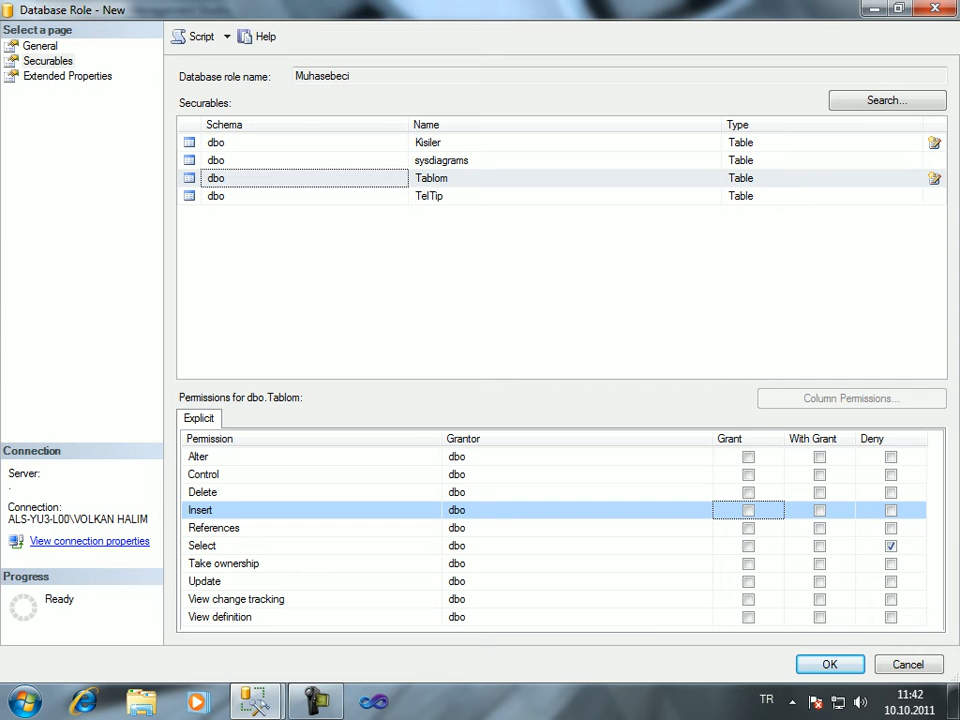 Database Role - New
Select a page
General
Securables
Extended Properties
Script
Help
Database role name: Muhasebeci
Securables:
Search...
Schema Name Type
dbo Kisiler Table
dbo sysdiagrams Table
dbo Tablom Table
dbo TelTip Table
Permissions for dbo.Tablom:
Column Permissions...
Explicit
Permission Grantor Grant With Grant Deny
Alter dbo
Control dbo
Delete dbo
Insert dbo
References dbo
Select dbo
Take ownership dbo
Update dbo
View change tracking dbo
View definition dbo
Connection
Server:
.
Connection:
ALS-YU3-L00\VOLKAN HALIM
View connection properties
Progress
Ready
OK
Cancel
TR
11:42
10.10.2011